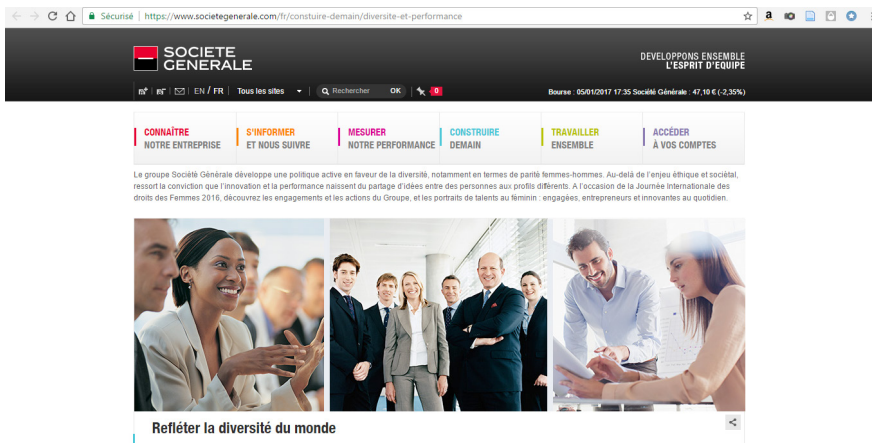 Sécurisé | https://www.societegenerale.com/fr/constuire-demain/diversite-et-performance
SOCIETE
GENERALE
DEVELOPPONS ENSEMBLE
L'ESPRIT D'EQUIPE
EN / FR | Tous les sites
Rechercher OK
0
Bourse : 05/01/2017 17:35 Société Générale : 47,10 € (-2,35%)
CONNAÎTRE
NOTRE ENTREPRISE
S'INFORMER
ET NOUS SUIVRE
MESURER
NOTRE PERFORMANCE
CONSTRUIRE
DEMAIN
TRAVAILLER
ENSEMBLE
ACCÉDER
À VOS COMPTES
Le groupe Société Générale développe une politique active en faveur de la diversité, notamment en termes de parité femmes-hommes. Au-delà de l'enjeu éthique et sociétal,
ressort la conviction que l'innovation et la performance naissent du partage d'idées entre des personnes aux profils différents. A l'occasion de la Journée Internationale des
droits des Femmes 2016, découvrez les engagements et les actions du Groupe, et les portraits de talents au féminin : engagées, entrepreneurs et innovantes au quotidien.
Refléter la diversité du monde